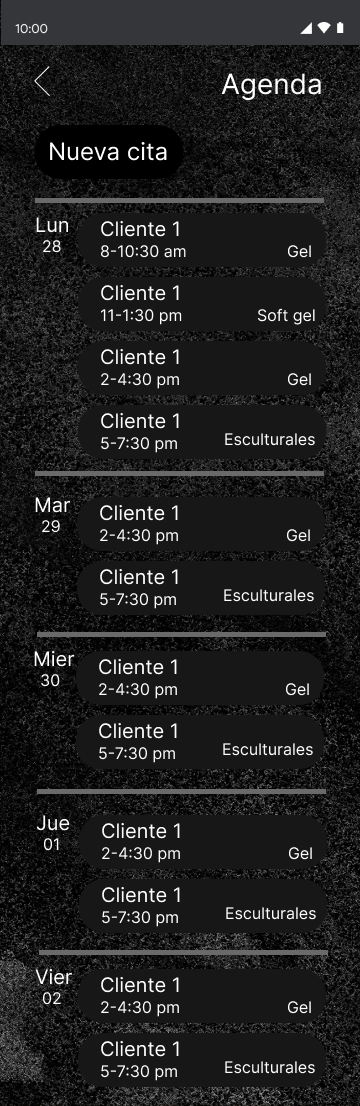 10:00
Agenda
Nueva cita
Lun
28
Cliente 1
8-10:30 am
Gel
Cliente 1
11-1:30 pm
Soft gel
Cliente 1
2-4:30 pm
Gel
Cliente 1
5-7:30 pm
Esculturales
Mar
29
Cliente 1
2-4:30 pm
Gel
Cliente 1
5-7:30 pm
Esculturales
Mier
30
Cliente 1
2-4:30 pm
Gel
Cliente 1
5-7:30 pm
Esculturales
Jue
01
Cliente 1
2-4:30 pm
Gel
Cliente 1
5-7:30 pm
Esculturales
Vier
02
Cliente 1
2-4:30 pm
Gel
Cliente 1
5-7:30 pm
Esculturales